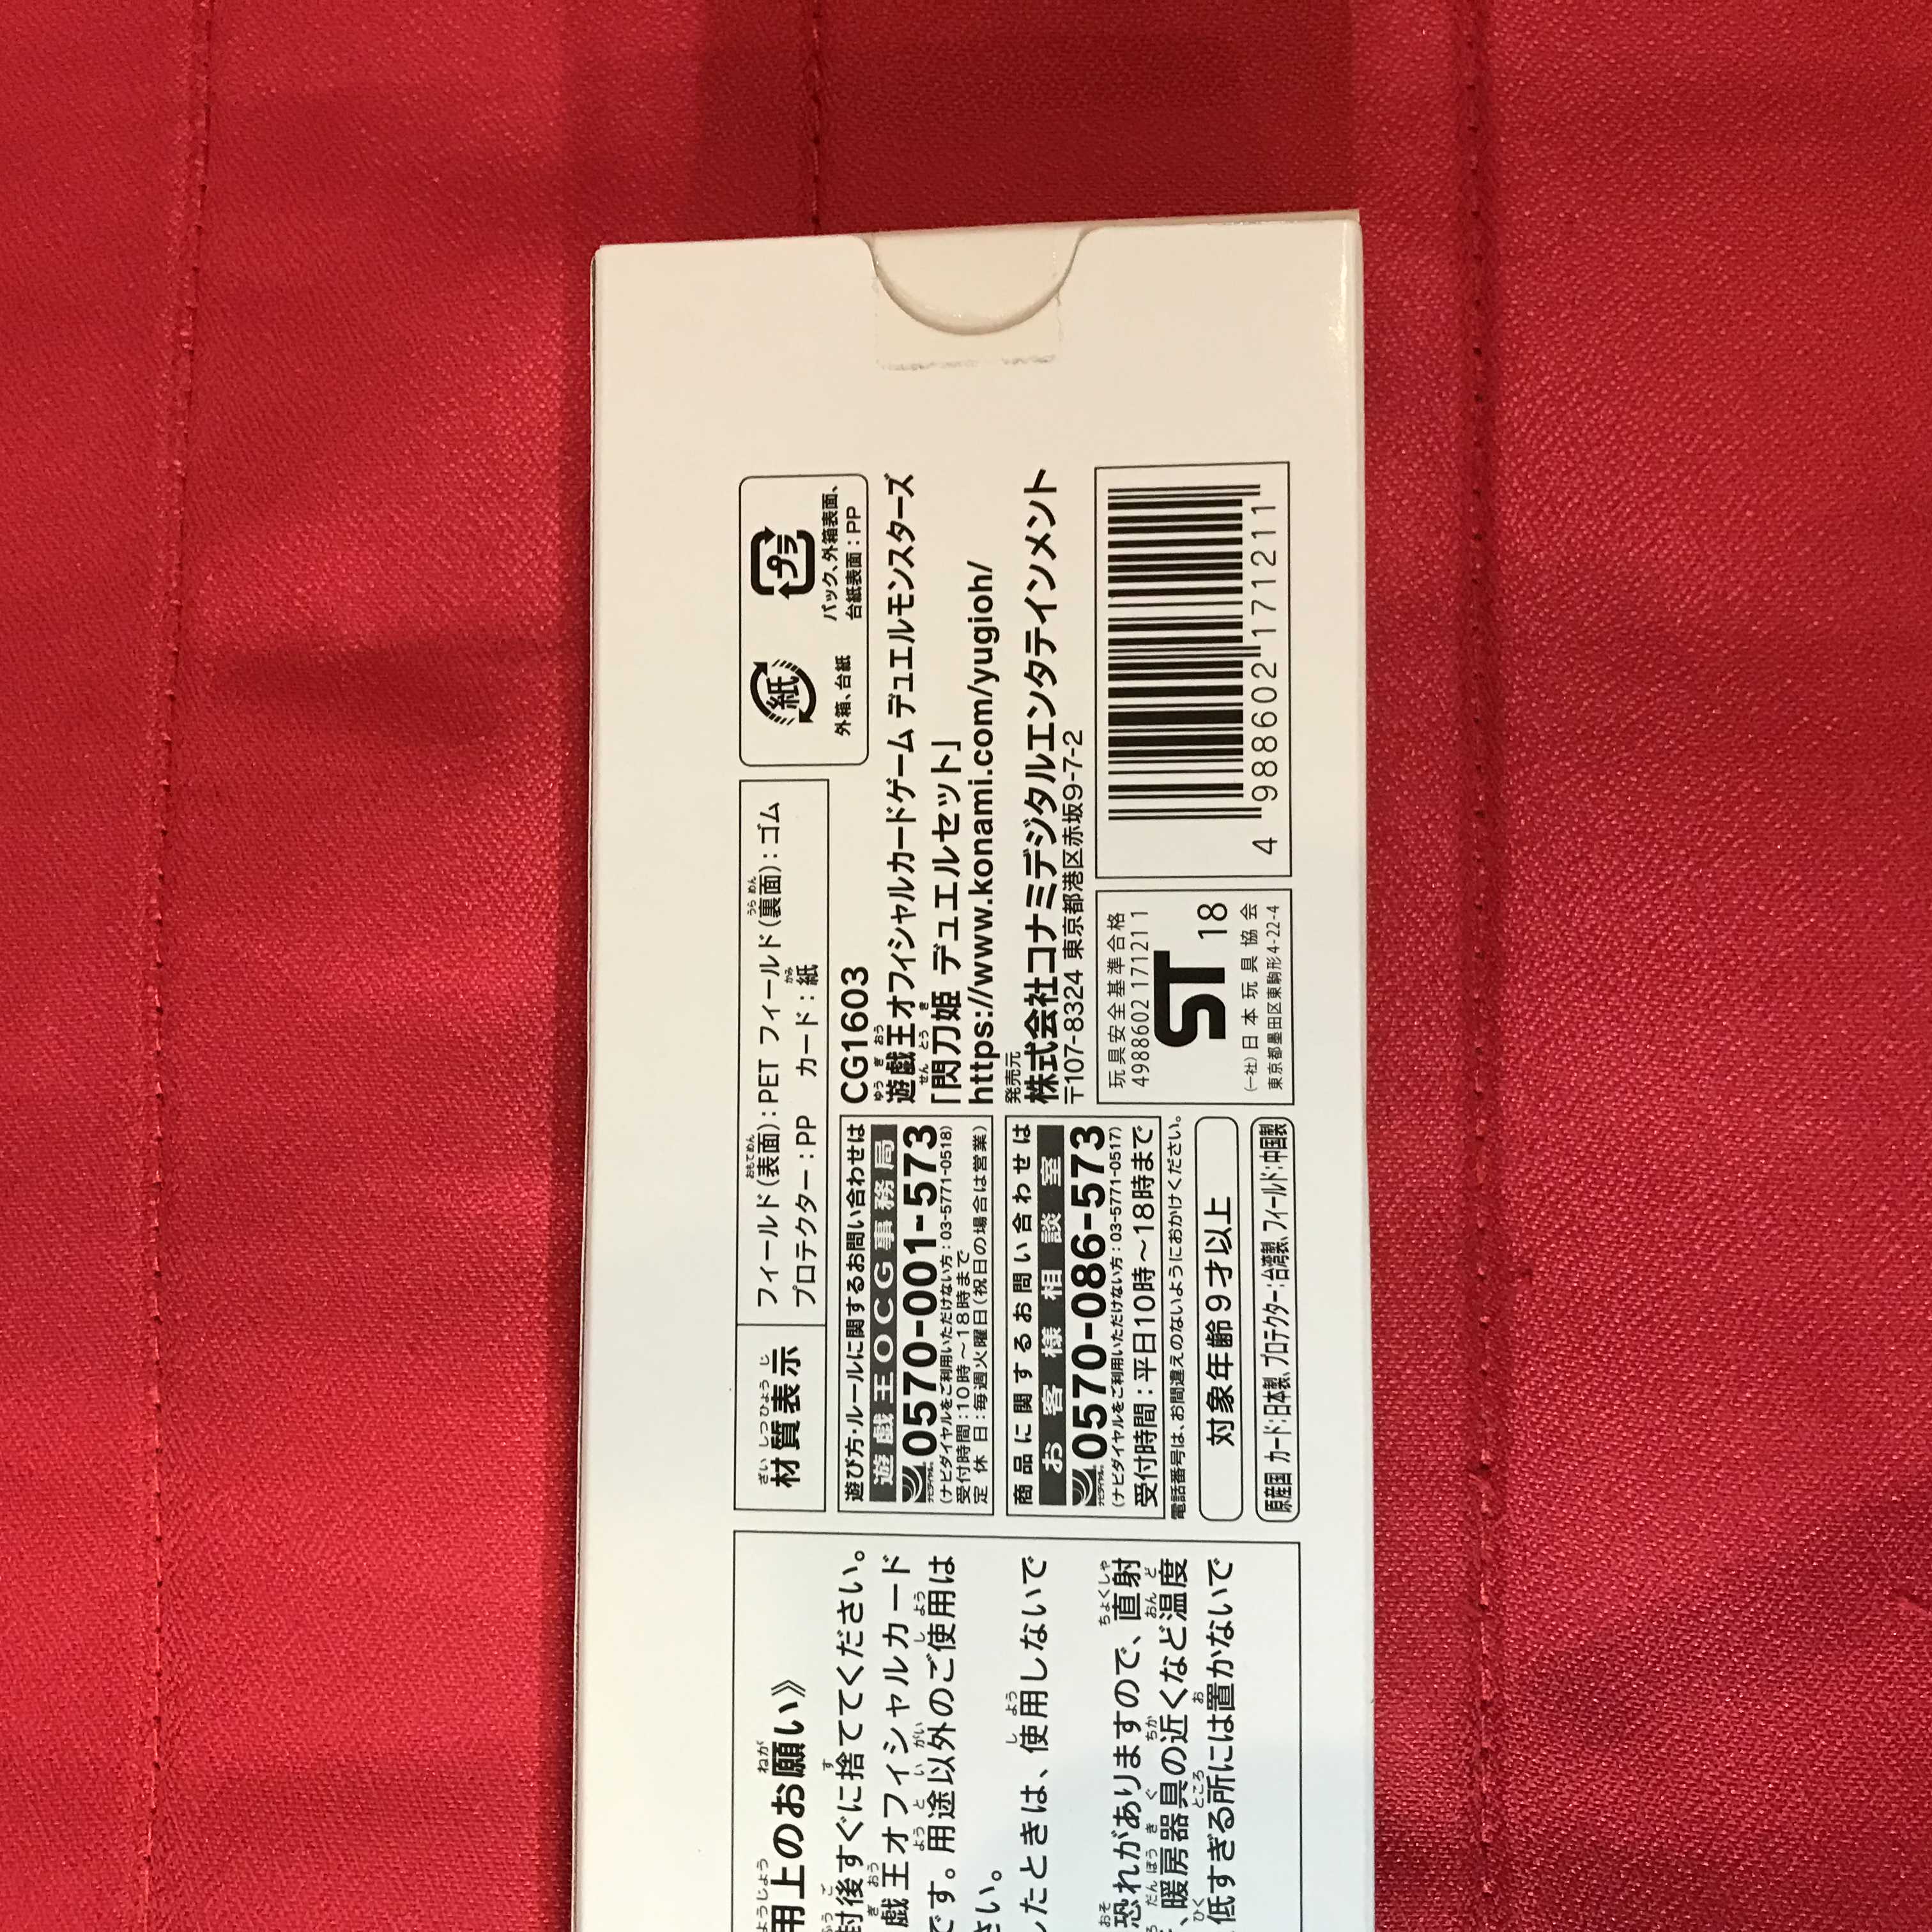 用上のお願い》
封後すぐに捨ててください。
戯王オフィシャルカード
です。用途以外のご使用は
さい。
したときは、使用しないで
恐れがありますので、直射
、暖房器具の近くなど温度
低すぎる所には置かないで
材質表示
フィールド(表面):PET フィールド(裏面):ゴム
プロテクター:PP カード:紙
紙
外箱、台紙
プラ
パック、外箱表面、
台紙表面:PP
遊び方・ルールに関するお問い合わせは
遊戯王OCG事務局
ナビダイヤル
0570-001-573
(ナビダイヤルをご利用いただけない方:03-5771-0518)
受付時間:10時〜18時まで
定休日:毎週火曜日(祝日の場合は営業)
商品に関するお問い合わせは
お客様相談室
ナビダイヤル
0570-086-573
(ナビダイヤルをご利用いただけない方:03-5771-0517)
受付時間:平日10時〜18時まで
電話番号は、お間違えのないようにおかけください。
対象年齢9才以上
原産国 カード:日本製、プロテクター:台湾製、フィールド:中国製
CG1603
遊戯王オフィシャルカードゲーム デュエルモンスターズ
「閃刀姫 デュエルセット」
https://www.konami.com/yugioh/
発売元
株式会社コナミデジタルエンタテインメント
〒107-8324 東京都港区赤坂9-7-2
玩具安全基準合格
4988602 171211
ST 18
(一社)日本玩具協会
東京都墨田区東駒形4-22-4
4 988602 171211